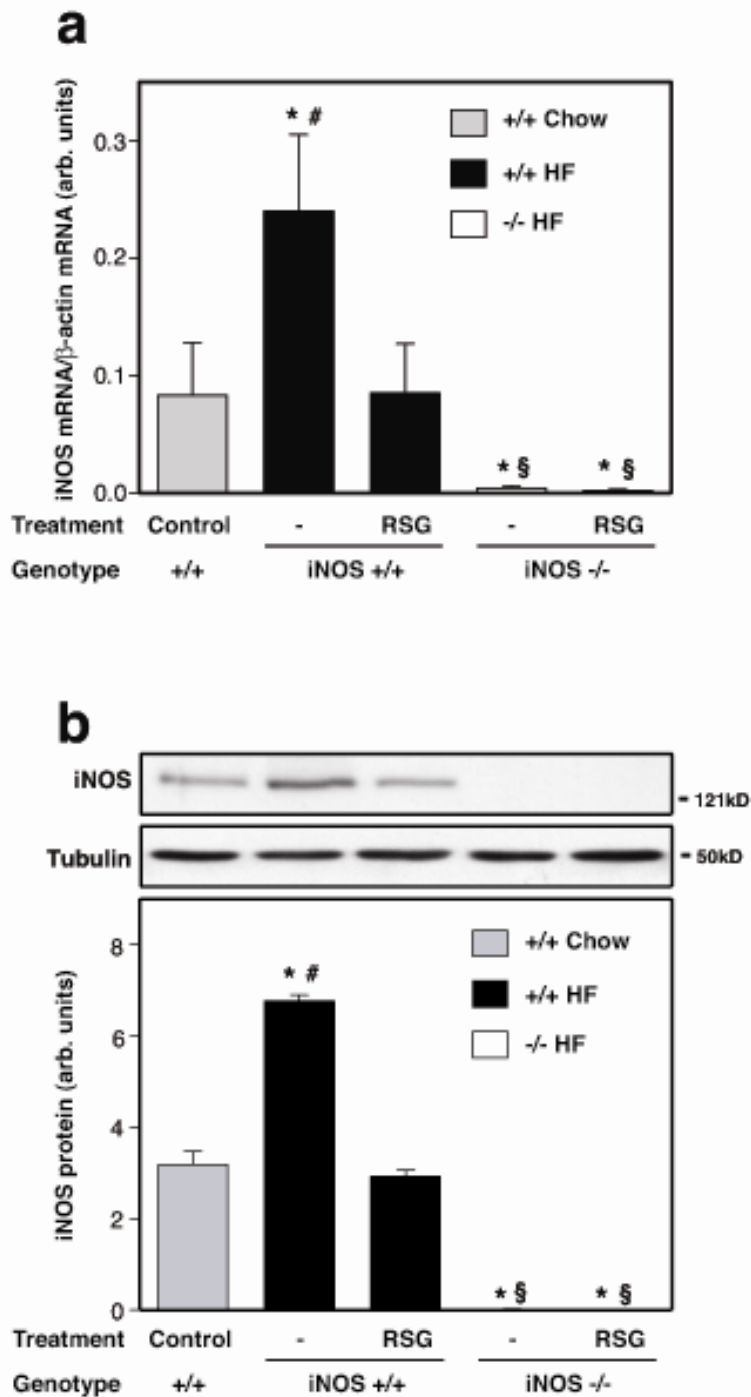 a
iNOS mRNA/β-actin mRNA (arb. units)
0.3
0.2
0.1
0.0
* #
* §
* §
+/+ Chow
+/+ HF
-/- HF
Treatment Control - RSG - RSG
Genotype +/+ iNOS +/+ iNOS -/-
b
iNOS
- 121kD
Tubulin
- 50kD
iNOS protein (arb. units)
8
6
4
2
0
* #
* §
* §
+/+ Chow
+/+ HF
-/- HF
Treatment Control - RSG - RSG
Genotype +/+ iNOS +/+ iNOS -/-